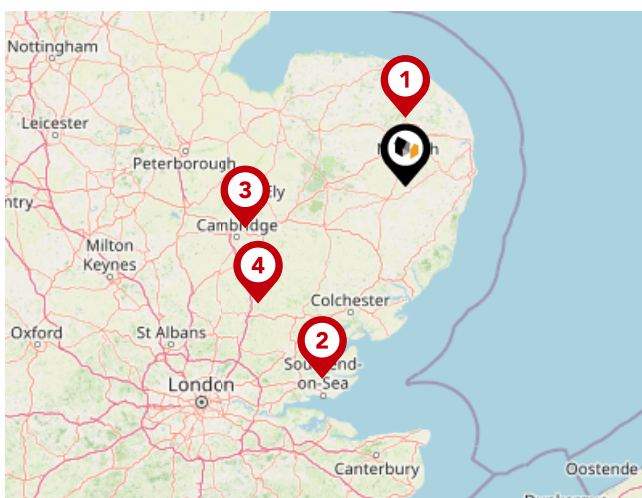 Nottingham
1
Leicester
Peterborough
3
Ely
ntry
Cambridge
Milton
Keynes
4
Colchester
Oxford
St Albans
2
on-Sea
London
Canterbury
Oostende